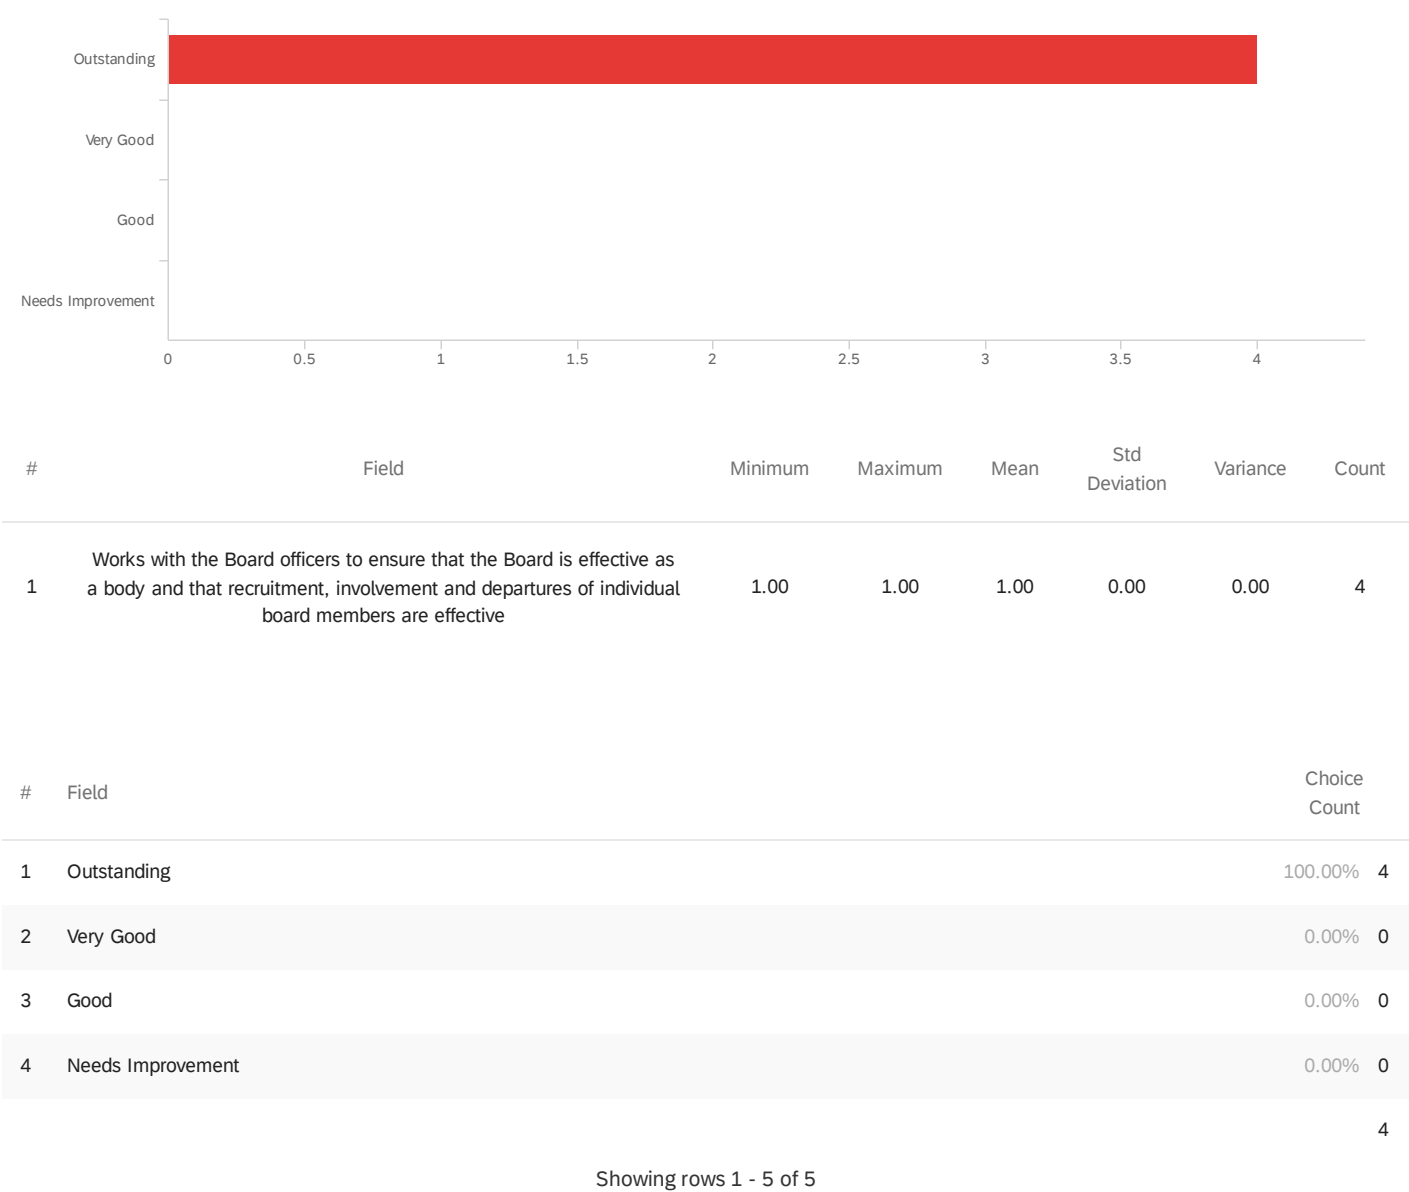 Outstanding
Very Good
Good
Needs Improvement
0 0.5 1 1.5 2 2.5 3 3.5 4
# Field Minimum Maximum Mean Std Deviation Variance Count
1 Works with the Board officers to ensure that the Board is effective as
a body and that recruitment, involvement and departures of individual
board members are effective 1.00 1.00 1.00 0.00 0.00 4
# Field Choice Count
1 Outstanding 100.00% 4
2 Very Good 0.00% 0
3 Good 0.00% 0
4 Needs Improvement 0.00% 0
4
Showing rows 1 - 5 of 5